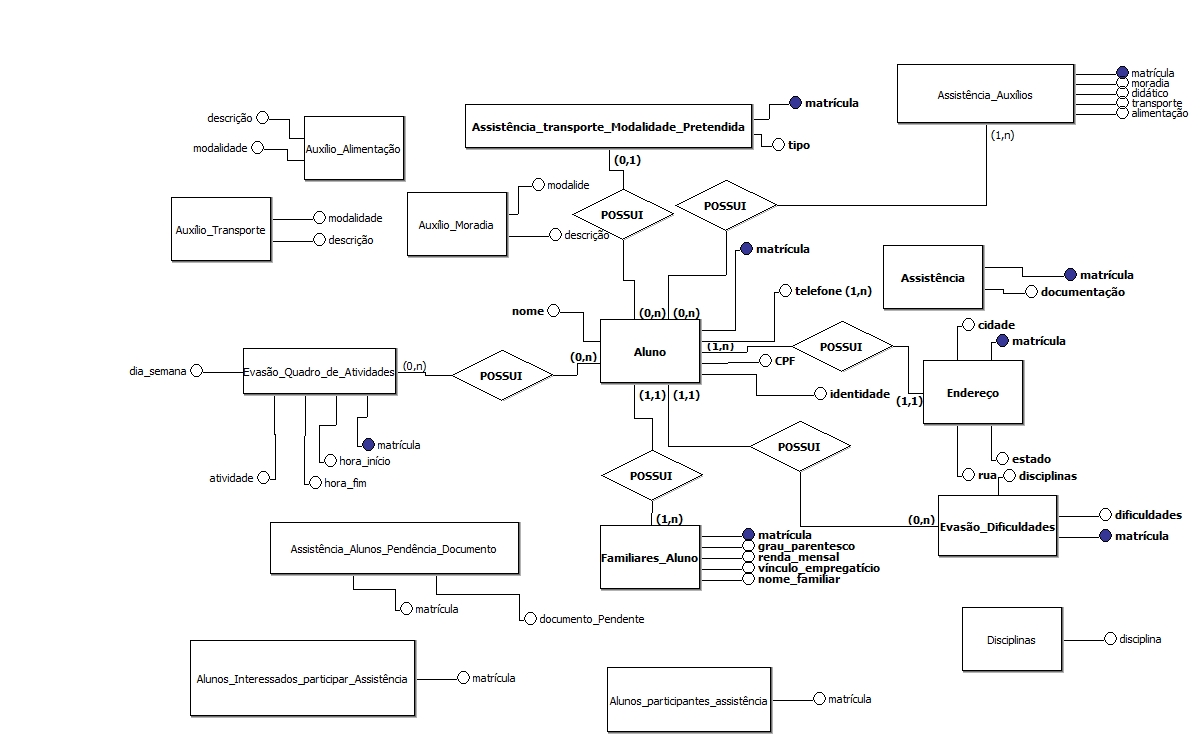 matrícula
moradia
didático
transporte
alimentação
Assistência_Auxílios
(1,n)
Assistência_transporte_Modalidade_Pretendida
matrícula
tipo
(0,1)
descrição
modalidade
Auxílio_Alimentação
Auxílio_Transporte
modalidade
descrição
Auxílio_Moradia
modalide
descrição
POSSUI
POSSUI
matrícula
Assistência
matrícula
documentação
telefone (1,n)
nome
(0,n)
(0,n)
Aluno
(0,n)
(1,n)
CPF
identidade
(1,1)
(1,1)
POSSUI
cidade
matrícula
Endereço
(1,1)
estado
rua
dia_semana
Evasão_Quadro_de_Atividades
(0,n)
POSSUI
matrícula
hora_início
hora_fim
atividade
POSSUI
POSSUI
disciplinas
(0,n)
Evasão_Dificuldades
dificuldades
matrícula
(1,n)
Familiares_Aluno
matrícula
grau_parentesco
renda_mensal
vínculo_empregatício
nome_familiar
Assistência_Alunos_Pendência_Documento
matrícula
documento_Pendente
Disciplinas
disciplina
Alunos_Interessados_participar_Assistência
matrícula
Alunos_participantes_assistência
matrícula